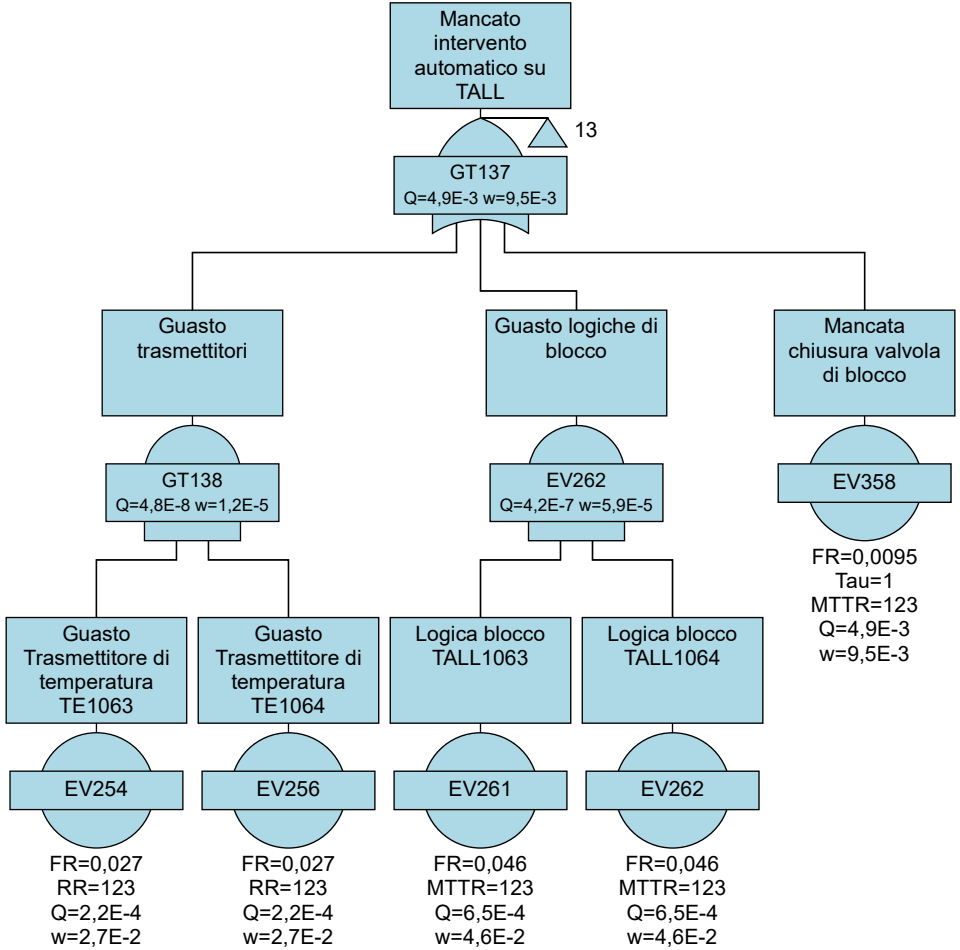 Mancato
intervento
automatico su
TALL
13
GT137
Q=4,9E-3 w=9,5E-3
Guasto
trasmettitori
Guasto logiche di
blocco
Mancata
chiusura valvola
di blocco
GT138
Q=4,8E-8 w=1,2E-5
EV262
Q=4,2E-7 w=5,9E-5
EV358
FR=0,0095
Tau=1
MTTR=123
Q=4,9E-3
w=9,5E-3
Guasto
Trasmettitore di
temperatura
TE1063
Guasto
Trasmettitore di
temperatura
TE1064
Logica blocco
TALL1063
Logica blocco
TALL1064
EV254
FR=0,027
RR=123
Q=2,2E-4
w=2,7E-2
EV256
FR=0,027
RR=123
Q=2,2E-4
w=2,7E-2
EV261
FR=0,046
MTTR=123
Q=6,5E-4
w=4,6E-2
EV262
FR=0,046
MTTR=123
Q=6,5E-4
w=4,6E-2